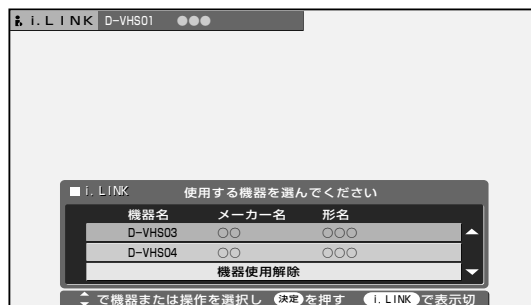 i.LINK D-VHS01 ●●●
■ i.LINK 使用する機器を選んでください
機器名 メーカー名 形名
D-VHS03 ○○ ○○○
D-VHS04 ○○ ○○○
機器使用解除
で機器または操作を選択し 決定 を押す i.LINK で表示切